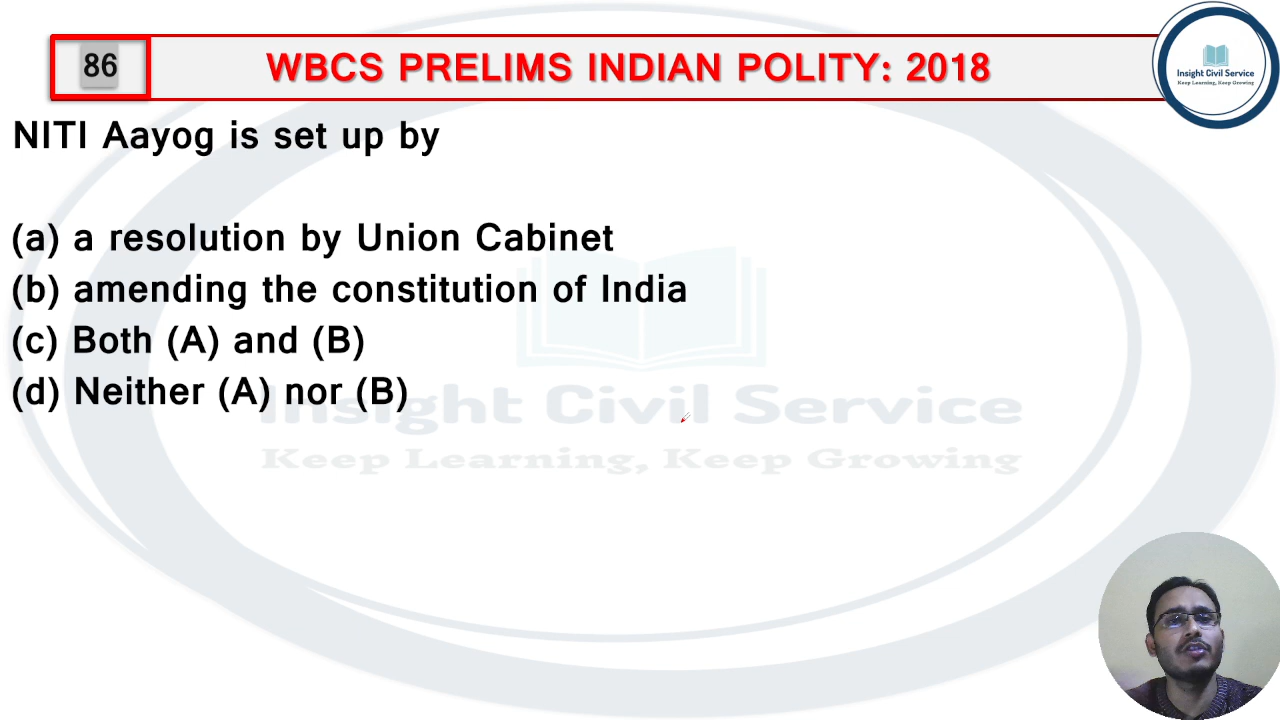 86
WBCS PRELIMS INDIAN POLITY: 2018
Insight Civil Service
Keep Learning, Keep Growing
NITI Aayog is set up by
(a) a resolution by Union Cabinet
(b) amending the constitution of India
(c) Both (A) and (B)
(d) Neither (A) nor (B)
Insight Civil Service
Keep Learning, Keep Growing